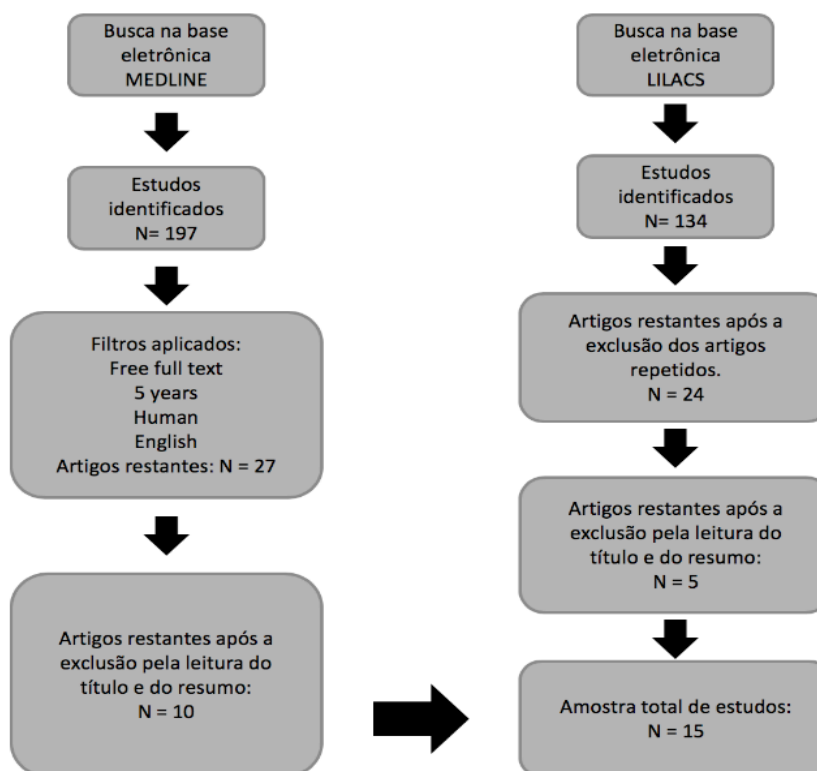 Busca na base
eletrônica
MEDLINE
Estudos
identificados
N= 197
Filtros aplicados:
Free full text
5 years
Human
English
Artigos restantes: N = 27
Artigos restantes após a
exclusão pela leitura do
título e do resumo:
N = 10
Busca na base
eletrônica
LILACS
Estudos
identificados
N= 134
Artigos restantes após a
exclusão dos artigos
repetidos.
N = 24
Artigos restantes após a
exclusão pela leitura do
título e do resumo:
N = 5
Amostra total de estudos:
N = 15